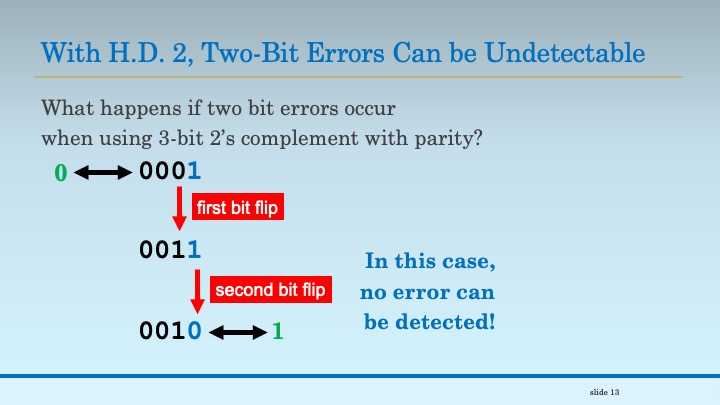 With H.D. 2, Two-Bit Errors Can be Undetectable
What happens if two bit errors occur
when using 3-bit 2’s complement with parity?
0 0001
first bit flip
0011
In this case,
no error can
be detected!
second bit flip
0010 1
slide 13